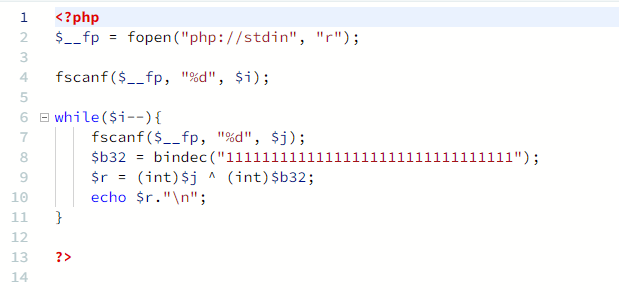 1 <?php
2 $__fp = fopen("php://stdin", "r");
3
4 fscanf($__fp, "%d", $i);
5
6 while($i--){
7 fscanf($__fp, "%d", $j);
8 $b32 = bindec("11111111111111111111111111111111");
9 $r = (int)$j ^ (int)$b32;
10 echo $r."\n";
11 }
12
13 ?>
14